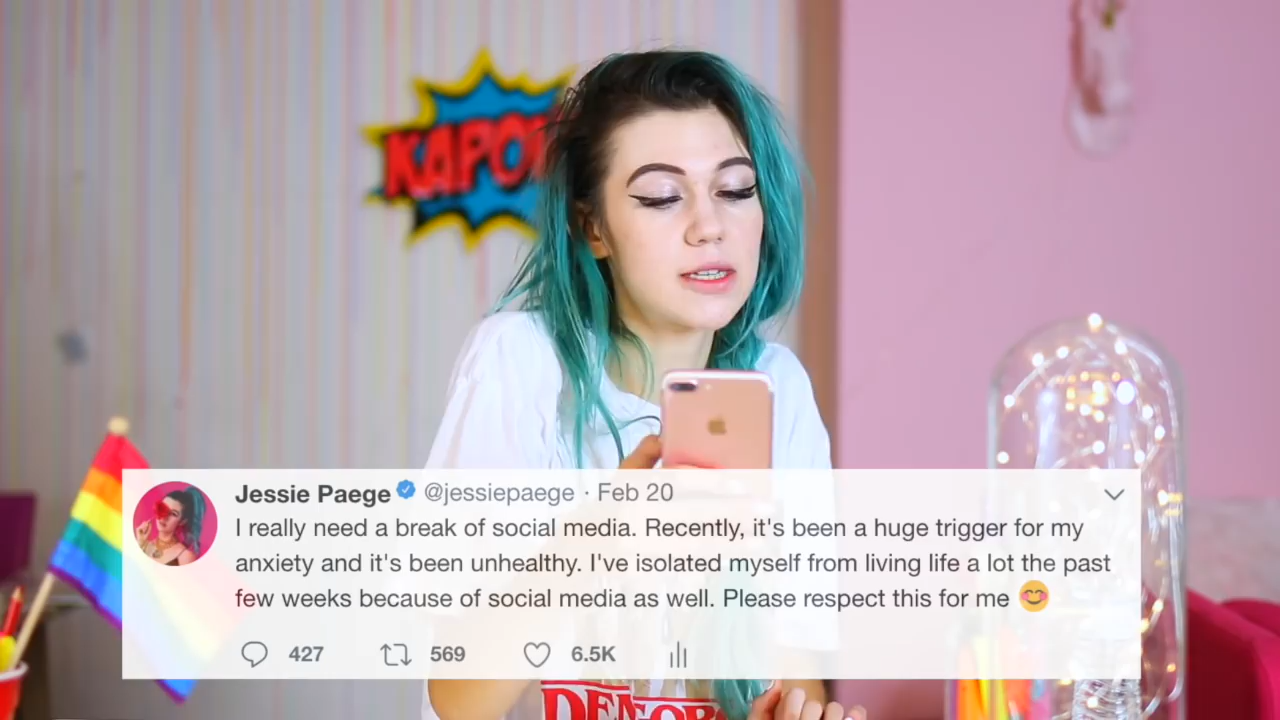 KAPO
Jessie Paege @jessiepaege · Feb 20
I really need a break of social media. Recently, it's been a huge trigger for my
anxiety and it's been unhealthy. I've isolated myself from living life a lot the past
few weeks because of social media as well. Please respect this for me 😊
427 569 6.5K